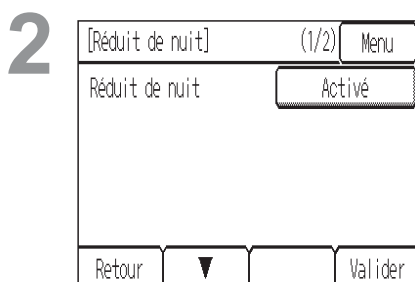 2
[Réduit de nuit] (1/2) Menu
Réduit de nuit Activé
Retour ▼ Valider